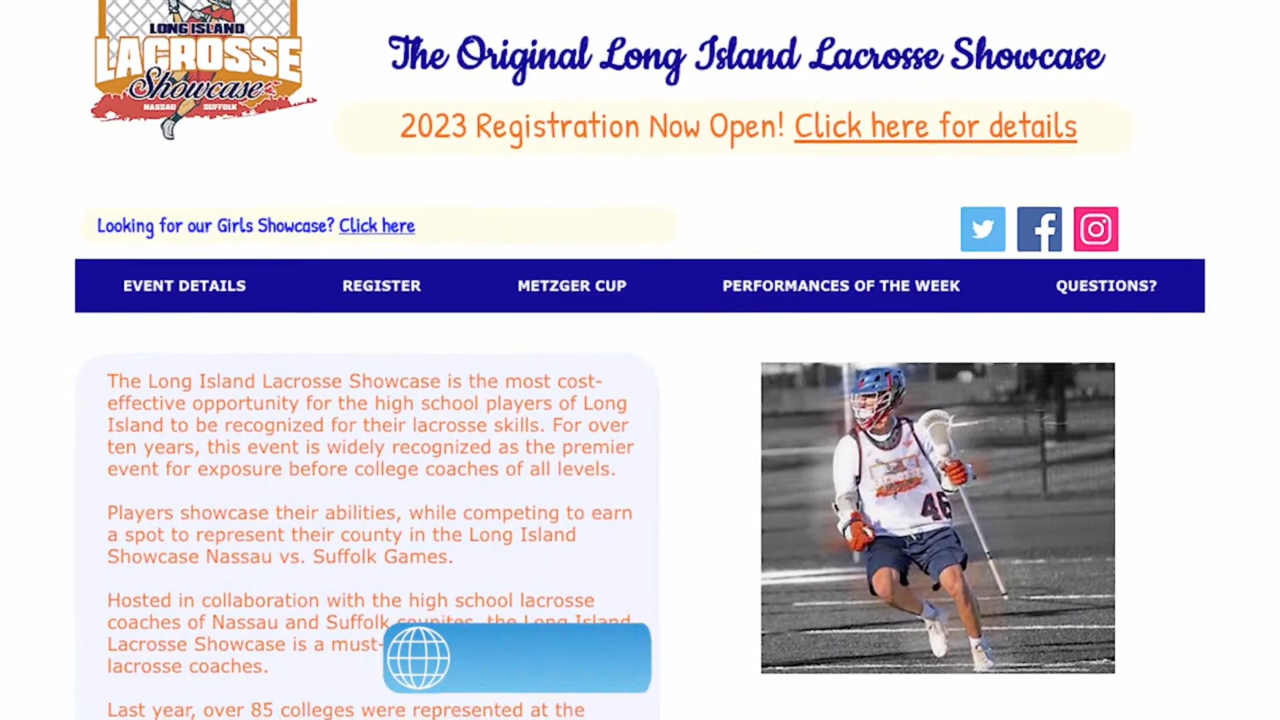 LONG ISLAND
LACROSSE
Showcase
NASSAU SUFFOLK
The Original Long Island Lacrosse Showcase
2023 Registration Now Open! Click here for details
Looking for our Girls Showcase? Click here
EVENT DETAILS REGISTER METZGER CUP PERFORMANCES OF THE WEEK QUESTIONS?
The Long Island Lacrosse Showcase is the most cost-
effective opportunity for the high school players of Long
Island to be recognized for their lacrosse skills. For over
ten years, this event is widely recognized as the premier
event for exposure before college coaches of all levels.
Players showcase their abilities, while competing to earn
a spot to represent their county in the Long Island
Showcase Nassau vs. Suffolk Games.
Hosted in collaboration with the high school lacrosse
coaches of Nassau and Suffolk counites, the Long Island
Lacrosse Showcase is a must-
lacrosse coaches.
Last year, over 85 colleges were represented at the
46